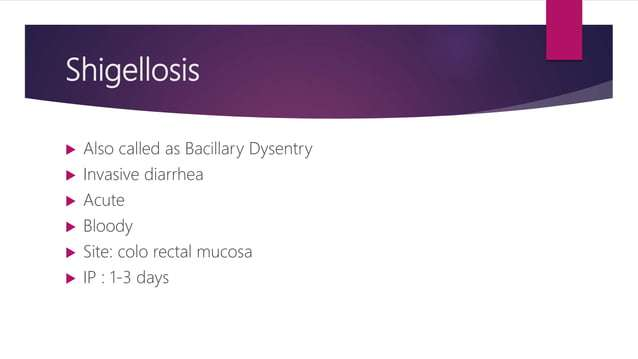 Shigellosis
Also called as Bacillary Dysentry
Invasive diarrhea
Acute
Bloody
Site: colo rectal mucosa
IP : 1-3 days